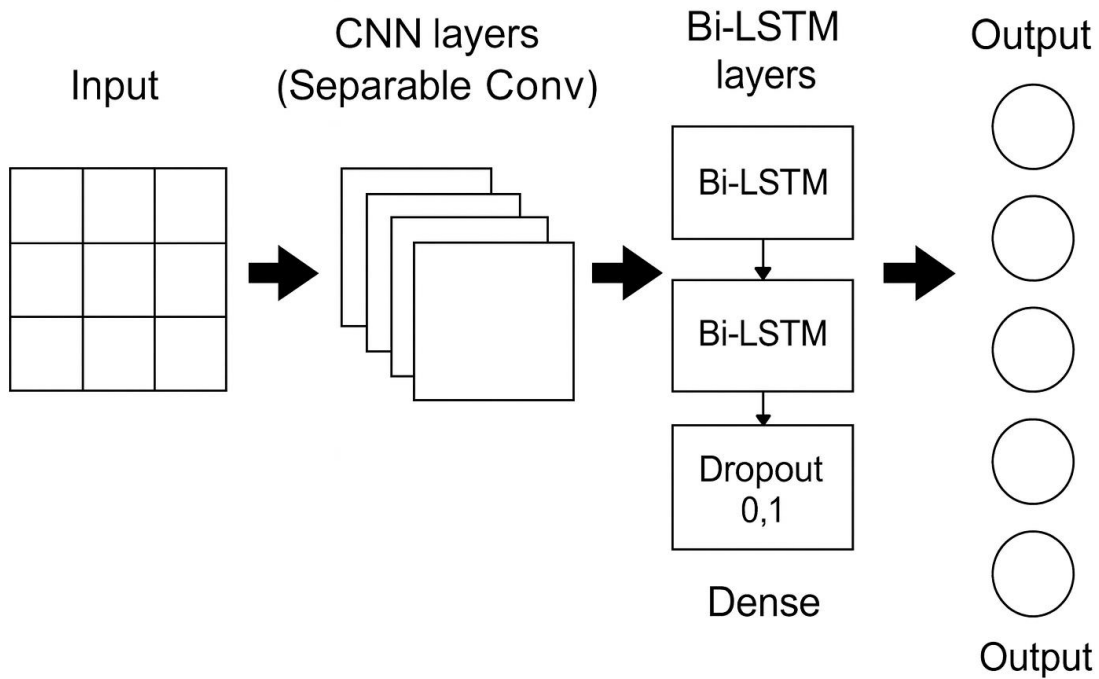 Input
CNN layers
(Separable Conv)
Bi-LSTM
layers
Bi-LSTM
Bi-LSTM
Dropout
0,1
Dense
Output
Output